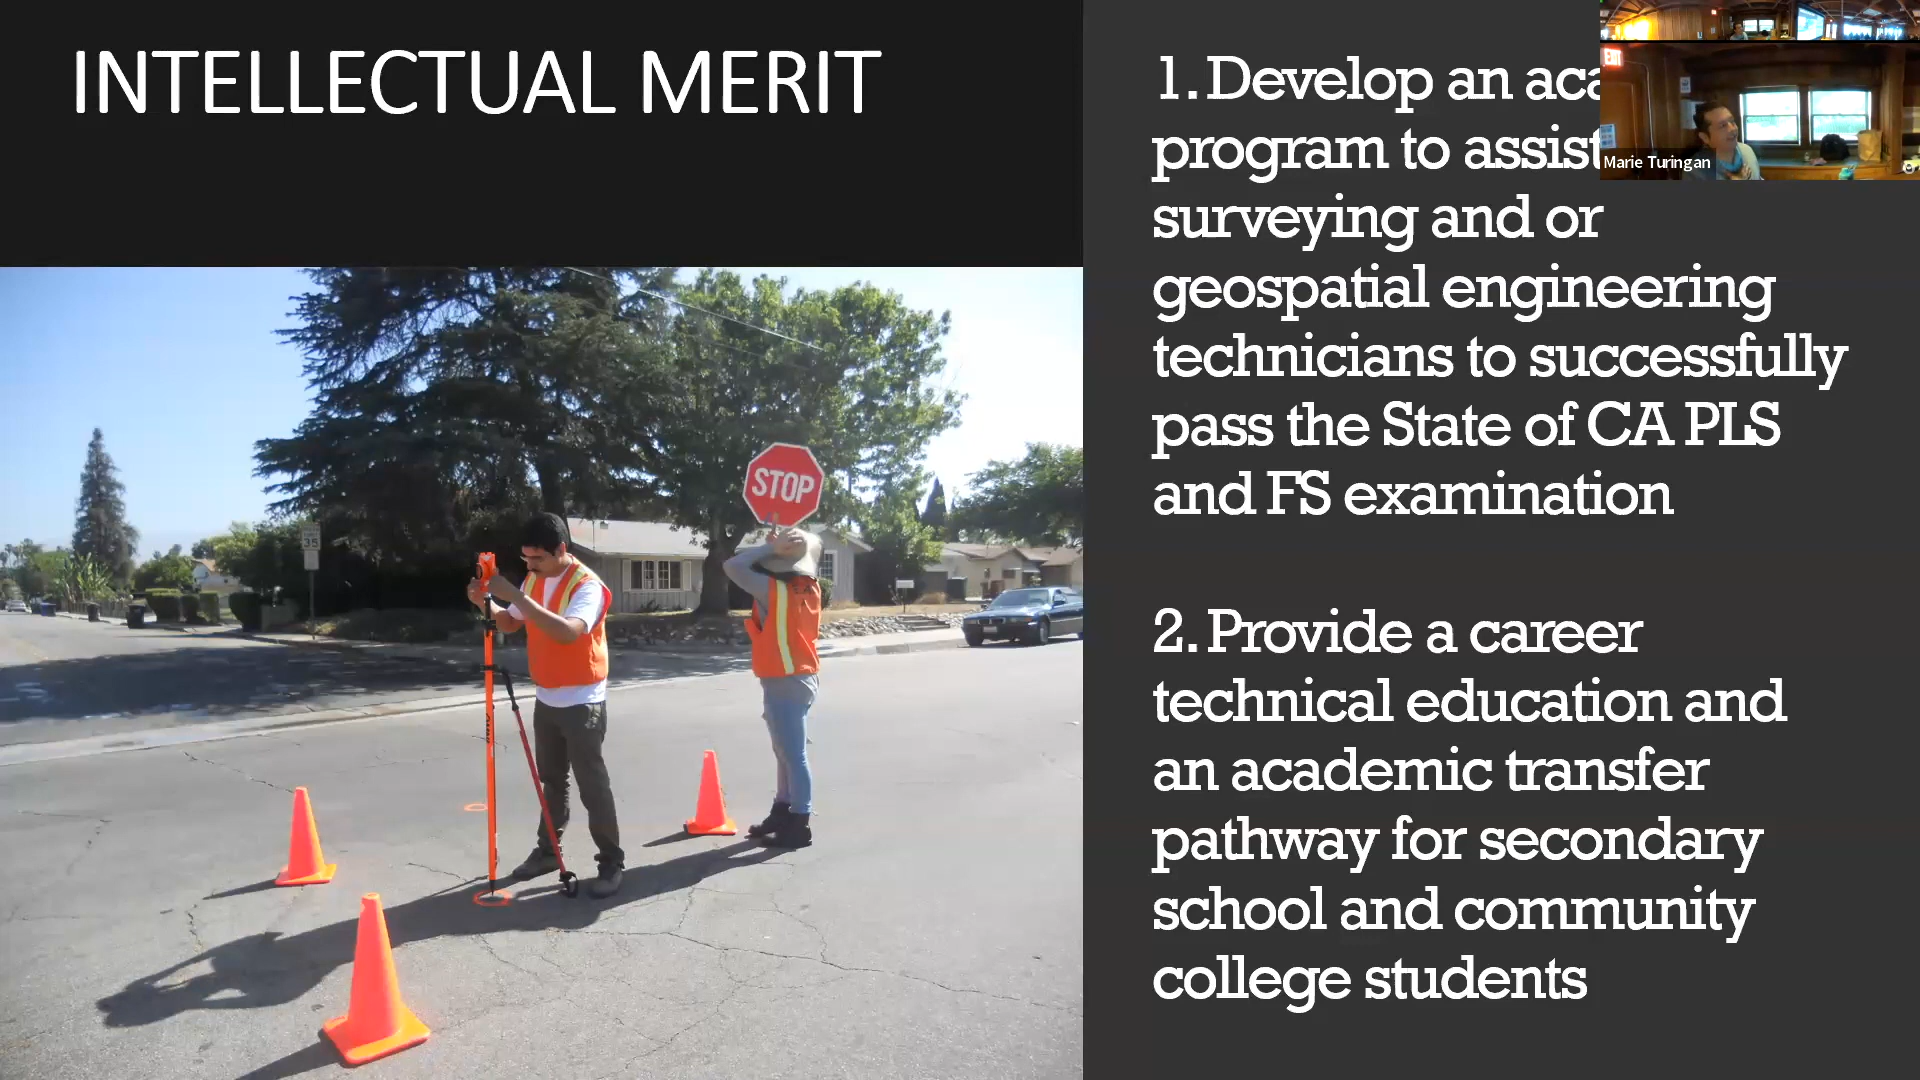 INTELLECTUAL MERIT
1. Develop an
program to assist
surveying and or
geospatial engineering
technicians to successfully
pass the State of CA PLS
and FS examination
2. Provide a career
technical education and
an academic transfer
pathway for secondary
school and community
college students
EXIT
Marie Turingan
STOP
35